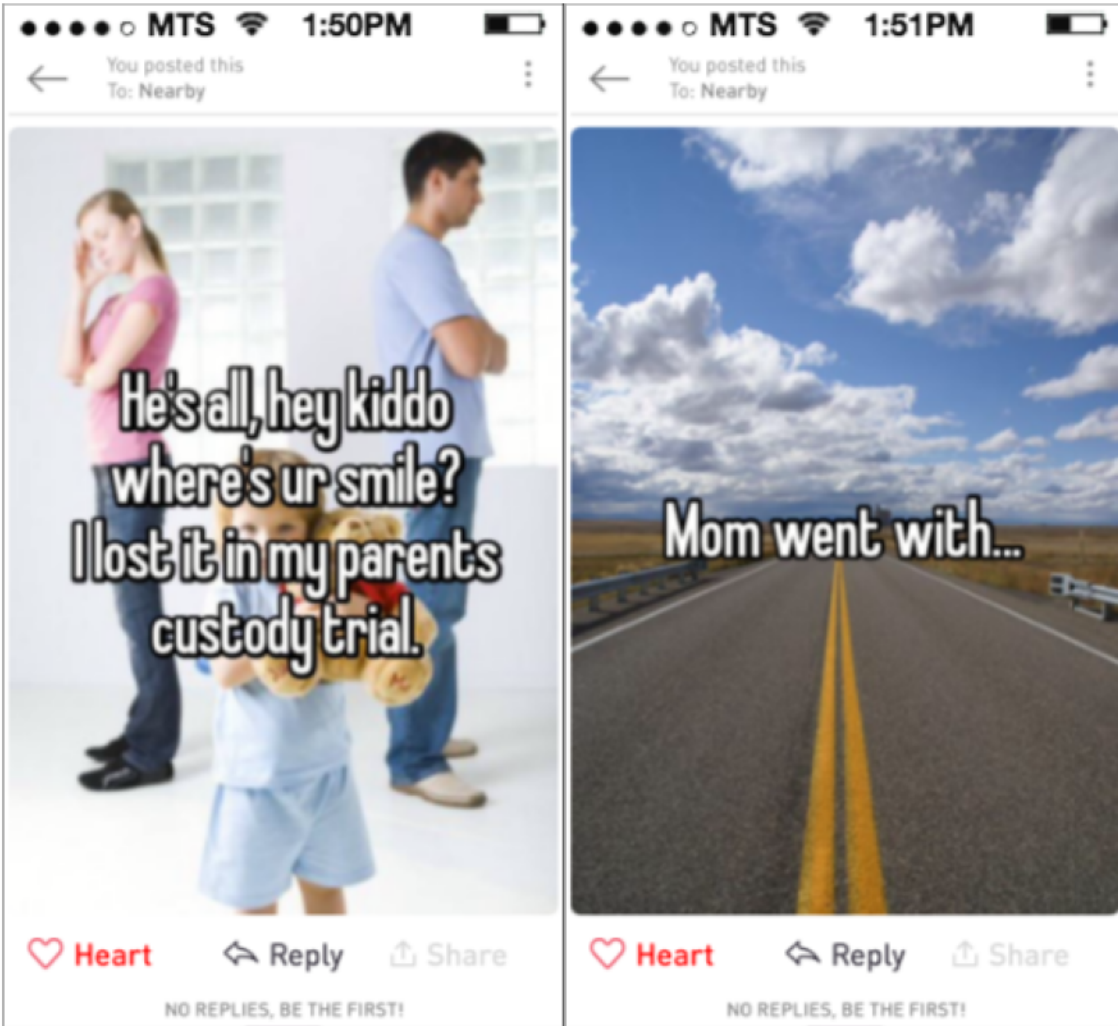 MTS 1:50PM
You posted this
To: Nearby
He's all, hey kiddo
where's ur smile?
I lost it in my parents
custody trial.
Heart Reply Share
NO REPLIES, BE THE FIRST!
MTS 1:51PM
You posted this
To: Nearby
Mom went with...
Heart Reply Share
NO REPLIES, BE THE FIRST!